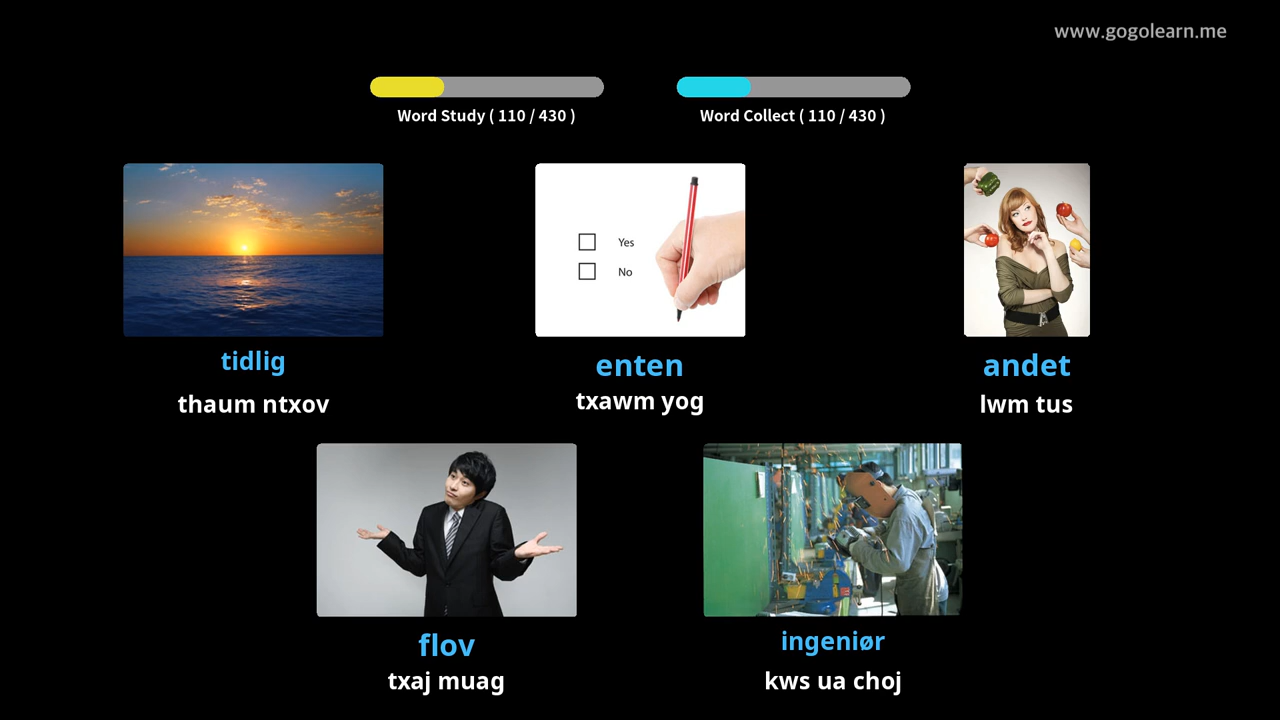 www.gogolearn.me
Word Study ( 110 / 430 )
Word Collect ( 110 / 430 )
Yes
No
tidlig
thaum ntxov
enten
txawm yog
andet
lwm tus
flov
txaj muag
ingeniør
kws ua choj